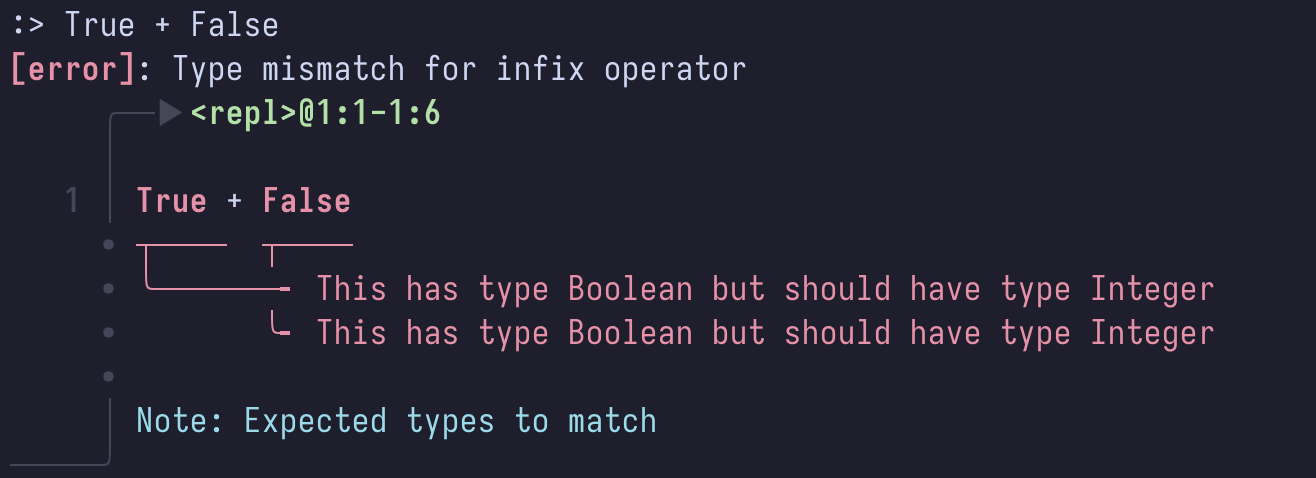 :> True + False
[error]: Type mismatch for infix operator
<repl>@1:1-1:6
1 True + False
This has type Boolean but should have type Integer
This has type Boolean but should have type Integer
Note: Expected types to match